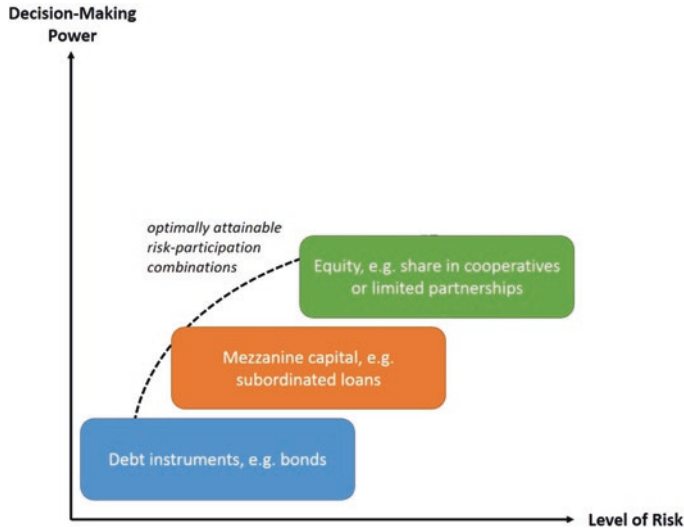 Decision-Making
Power
optimally attainable
risk-participation
combinations
Equity, e.g. share in cooperatives
or limited partnerships
Mezzanine capital, e.g.
subordinated loans
Debt instruments, e.g. bonds
Level of Risk